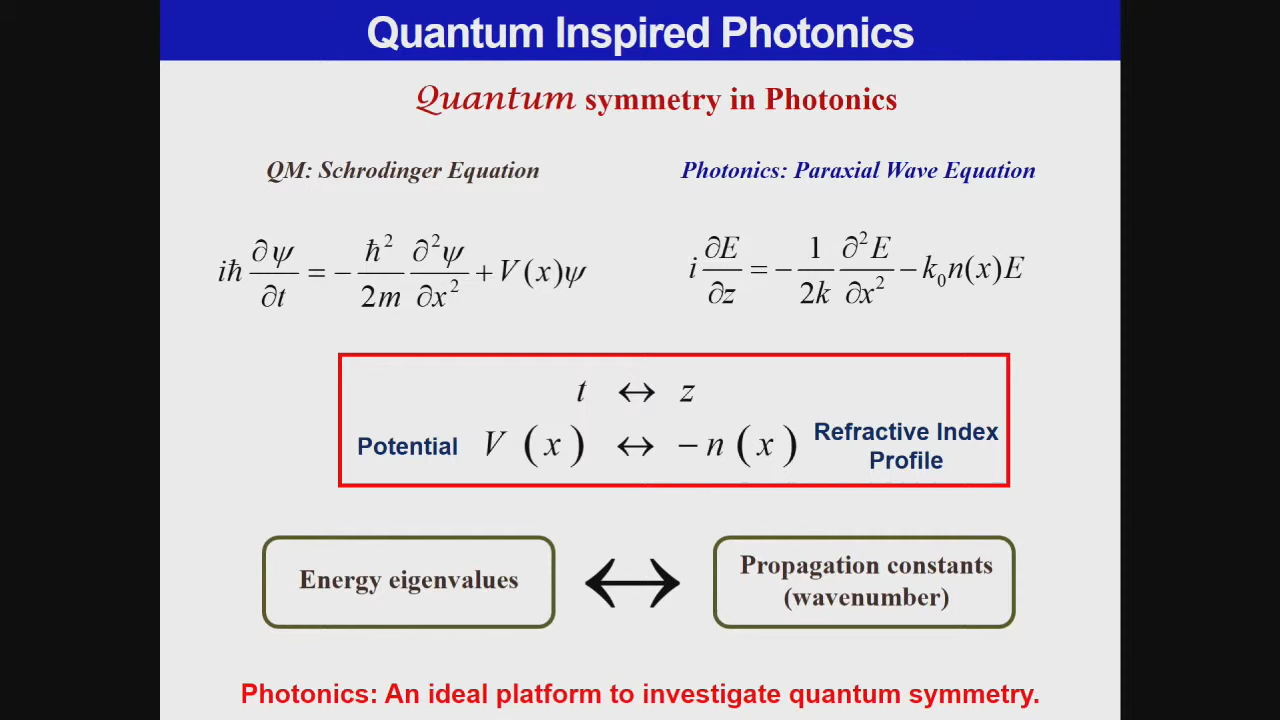 Quantum Inspired Photonics
Quantum symmetry in Photonics
QM: Schrodinger Equation
Photonics: Paraxial Wave Equation
iħ ∂ψ/∂t = − ħ²/2m ∂²ψ/∂x² + V(x)ψ
i ∂E/∂z = − 1/2k ∂²E/∂x² − k₀n(x)E
t ↔ z
Potential V (x) ↔ − n (x) Refractive Index
Profile
Energy eigenvalues
↔
Propagation constants
(wavenumber)
Photonics: An ideal platform to investigate quantum symmetry.